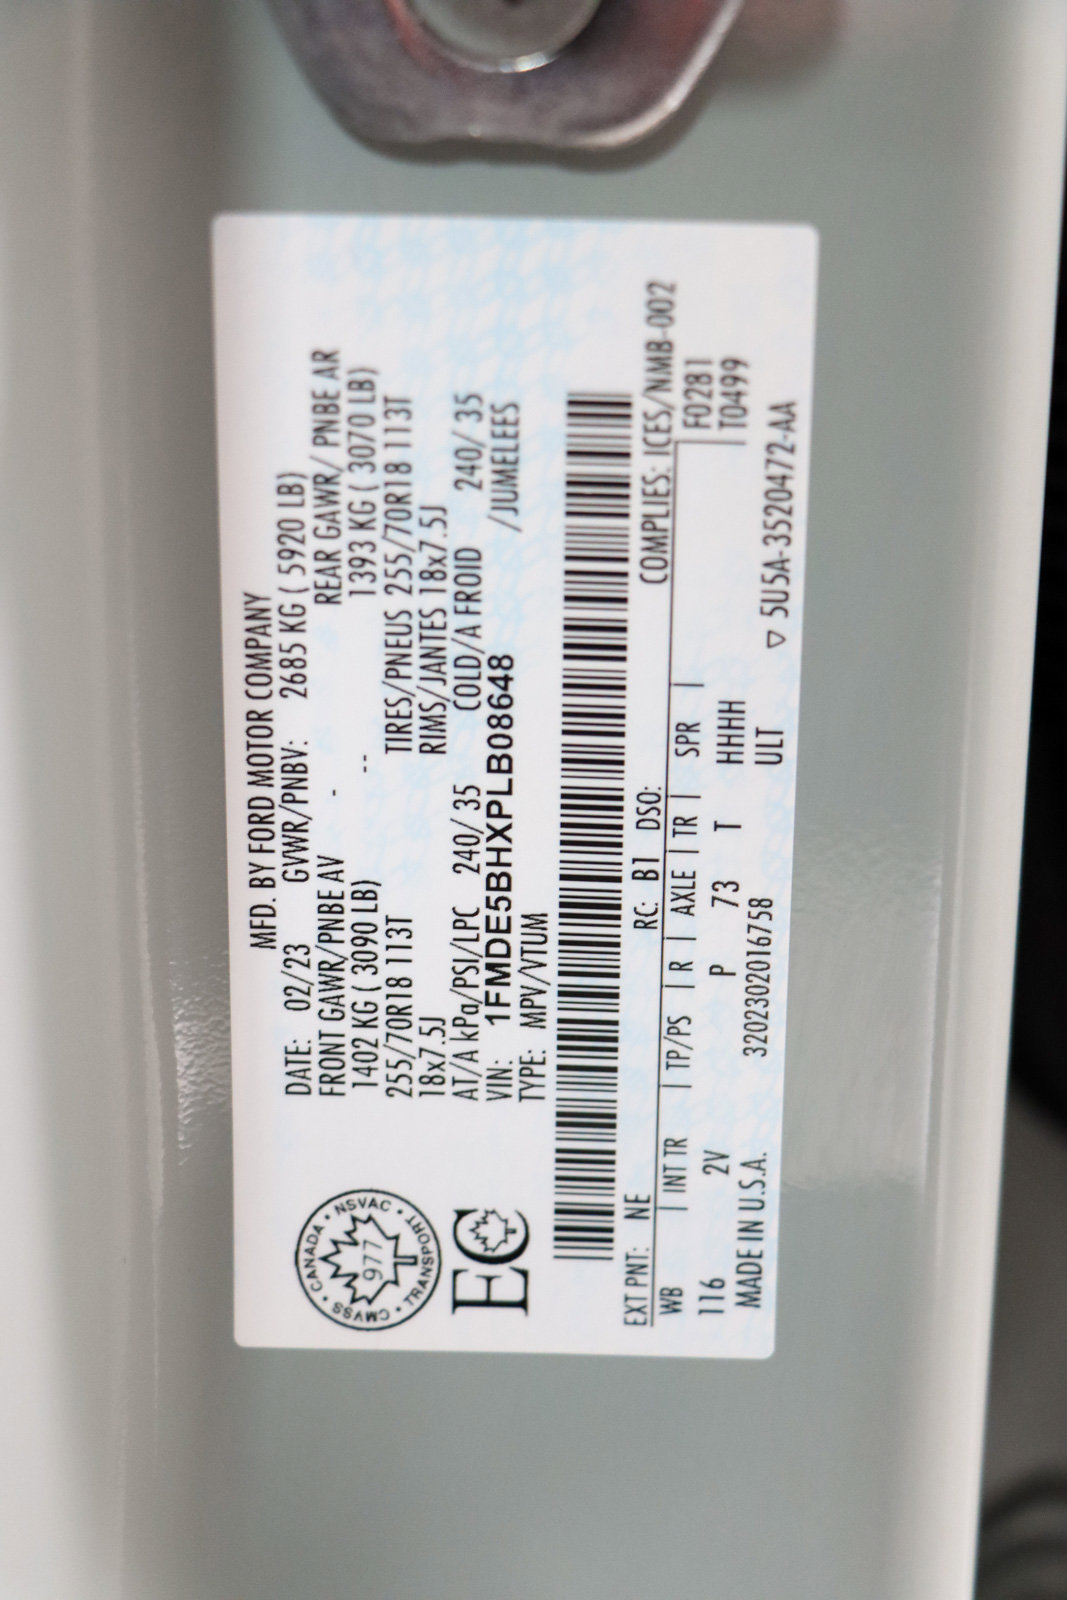 MFD. BY FORD MOTOR COMPANY
DATE: 02/23 GVWR/PNBV: 2685 KG ( 5920 LB)
FRONT GAWR/PNBE AV - REAR GAWR/ PNBE AR
1402 KG ( 3090 LB) -- 1393 KG ( 3070 LB)
255/70R18 113T TIRES/PNEUS 255/70R18 113T
18x7.5J RIMS/JANTES 18x7.5J
AT/A kPa/PSI/LPC 240/ 35 COLD/A FROID 240/ 35
VIN: 1FMDE5BHXPLB08648 /JUMELEES
TYPE: MPV/VTUM
CANADA • NSVAC • TRANSPORT • CMVSS •
977
EC
EXT PNT: NE RC: B1 DSO: COMPLIES: ICES/NMB-002
WB | INT TR | TP/PS | R | AXLE | TR | SPR | F0281
116 2V P 73 T HHHH T0499
MADE IN U.S.A. 3202302016758 ULT
▽ 5U5A-3520472-AA